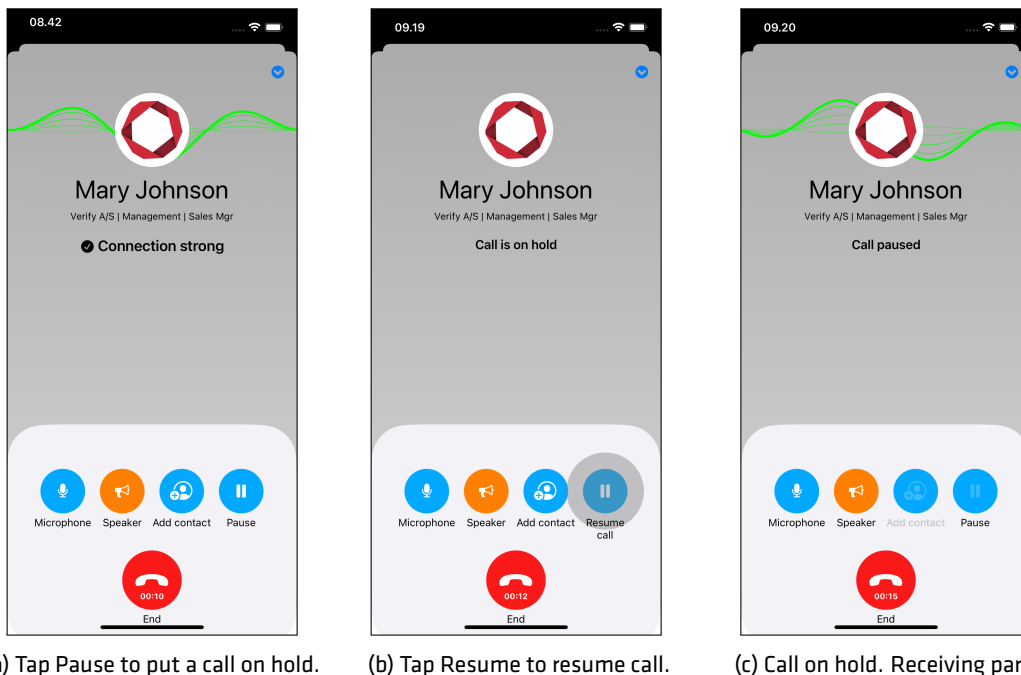 08.42
Mary Johnson
Verify A/S | Management | Sales Mgr
Connection strong
Microphone Speaker Add contact Pause
00:10
End
) Tap Pause to put a call on hold.
09.19
Mary Johnson
Verify A/S | Management | Sales Mgr
Call is on hold
Microphone Speaker Add contact Resume
call
00:12
End
(b) Tap Resume to resume call.
09.20
Mary Johnson
Verify A/S | Management | Sales Mgr
Call paused
Microphone Speaker Add contact Pause
00:15
End
(c) Call on hold. Receiving par